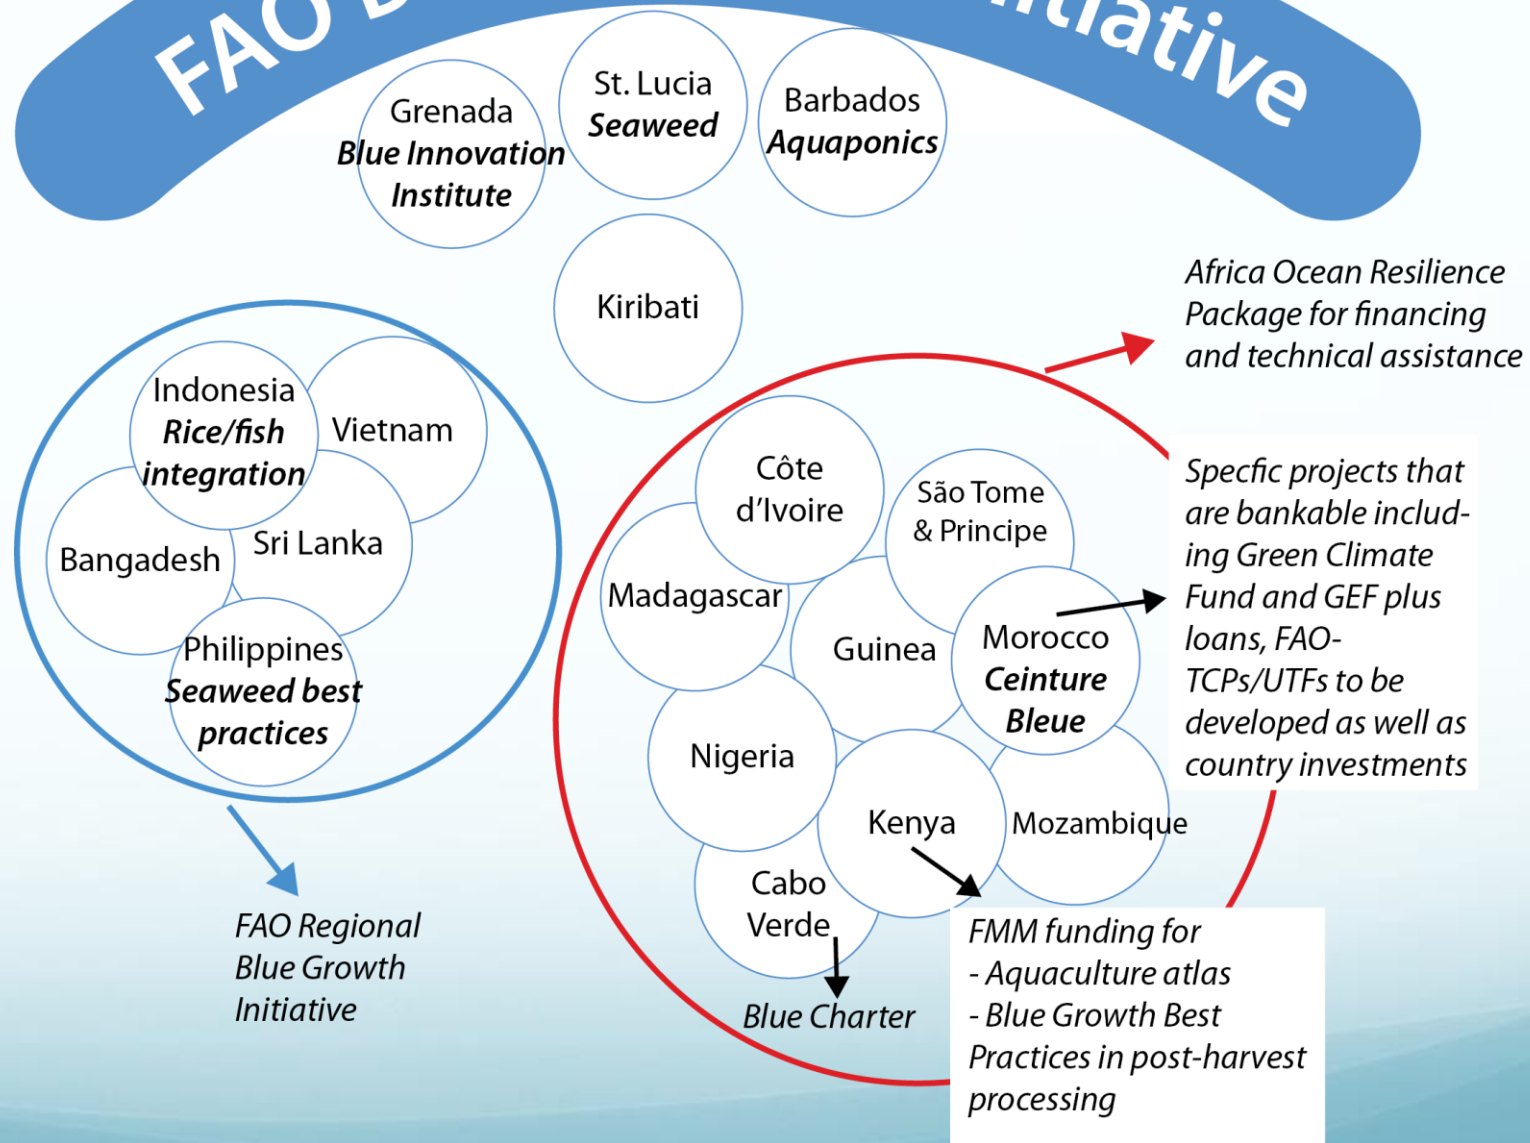 FAO
itiative
Grenada
Blue Innovation
Institute
St. Lucia
Seaweed
Barbados
Aquaponics
Kiribati
Africa Ocean Resilience
Package for financing
and technical assistance
Indonesia
Rice/fish
integration
Vietnam
Bangadesh
Sri Lanka
Philippines
Seaweed best
practices
FAO Regional
Blue Growth
Initiative
Côte
d'Ivoire
São Tome
& Principe
Madagascar
Guinea
Morocco
Ceinture
Bleue
Nigeria
Kenya
Mozambique
Cabo
Verde
Blue Charter
Specfic projects that
are bankable includ-
ing Green Climate
Fund and GEF plus
loans, FAO-
TCPs/UTFs to be
developed as well as
country investments
FMM funding for
- Aquaculture atlas
- Blue Growth Best
Practices in post-harvest
processing